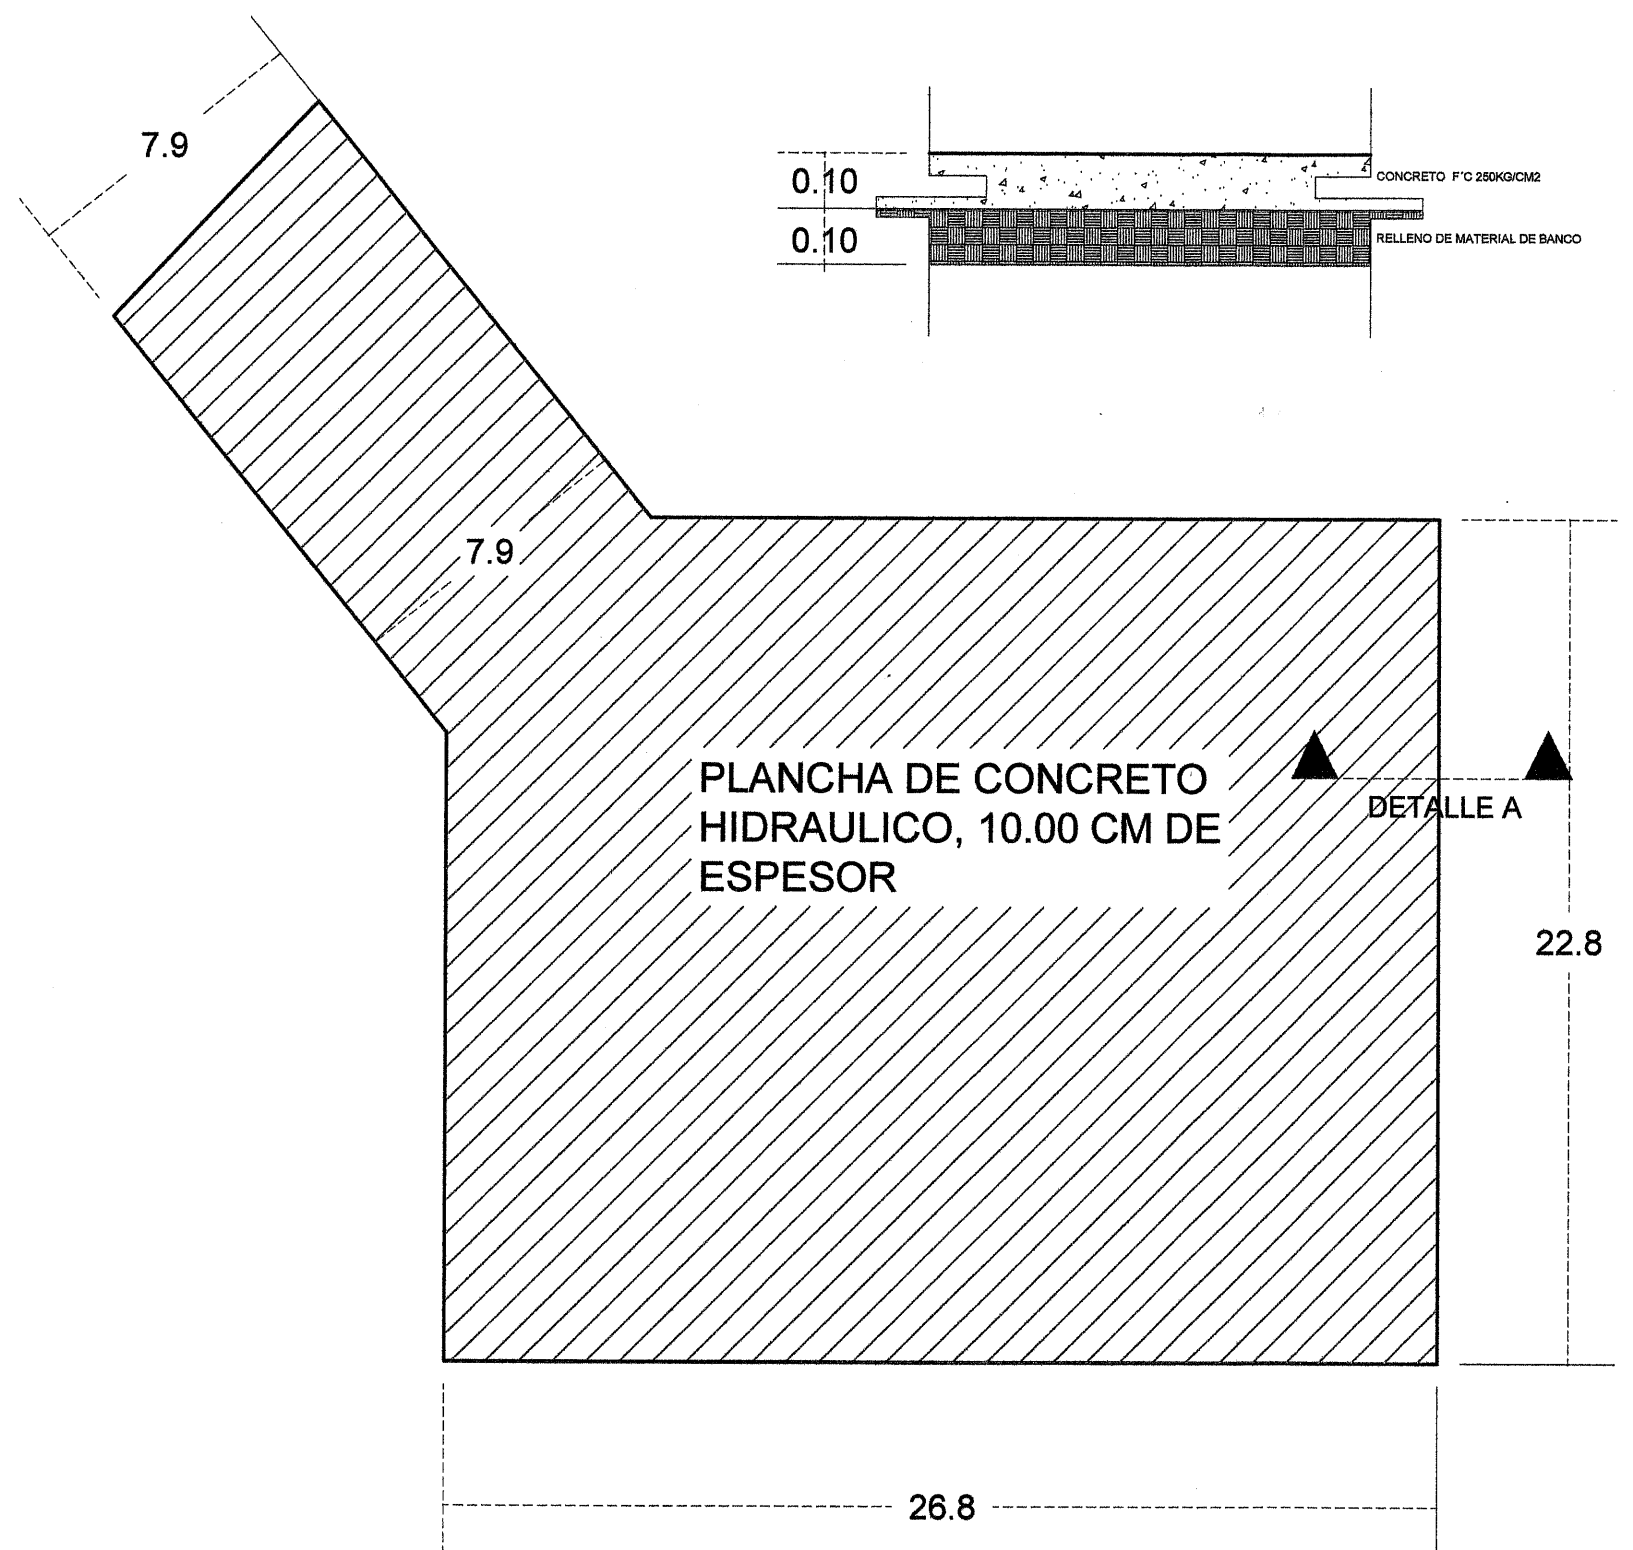 7.9
0.10
CONCRETO F´C 250KG/CM2
0.10
RELLENO DE MATERIAL DE BANCO
7.9
PLANCHA DE CONCRETO
HIDRAULICO, 10.00 CM DE
ESPESOR
DETALLE A
22.8
26.8